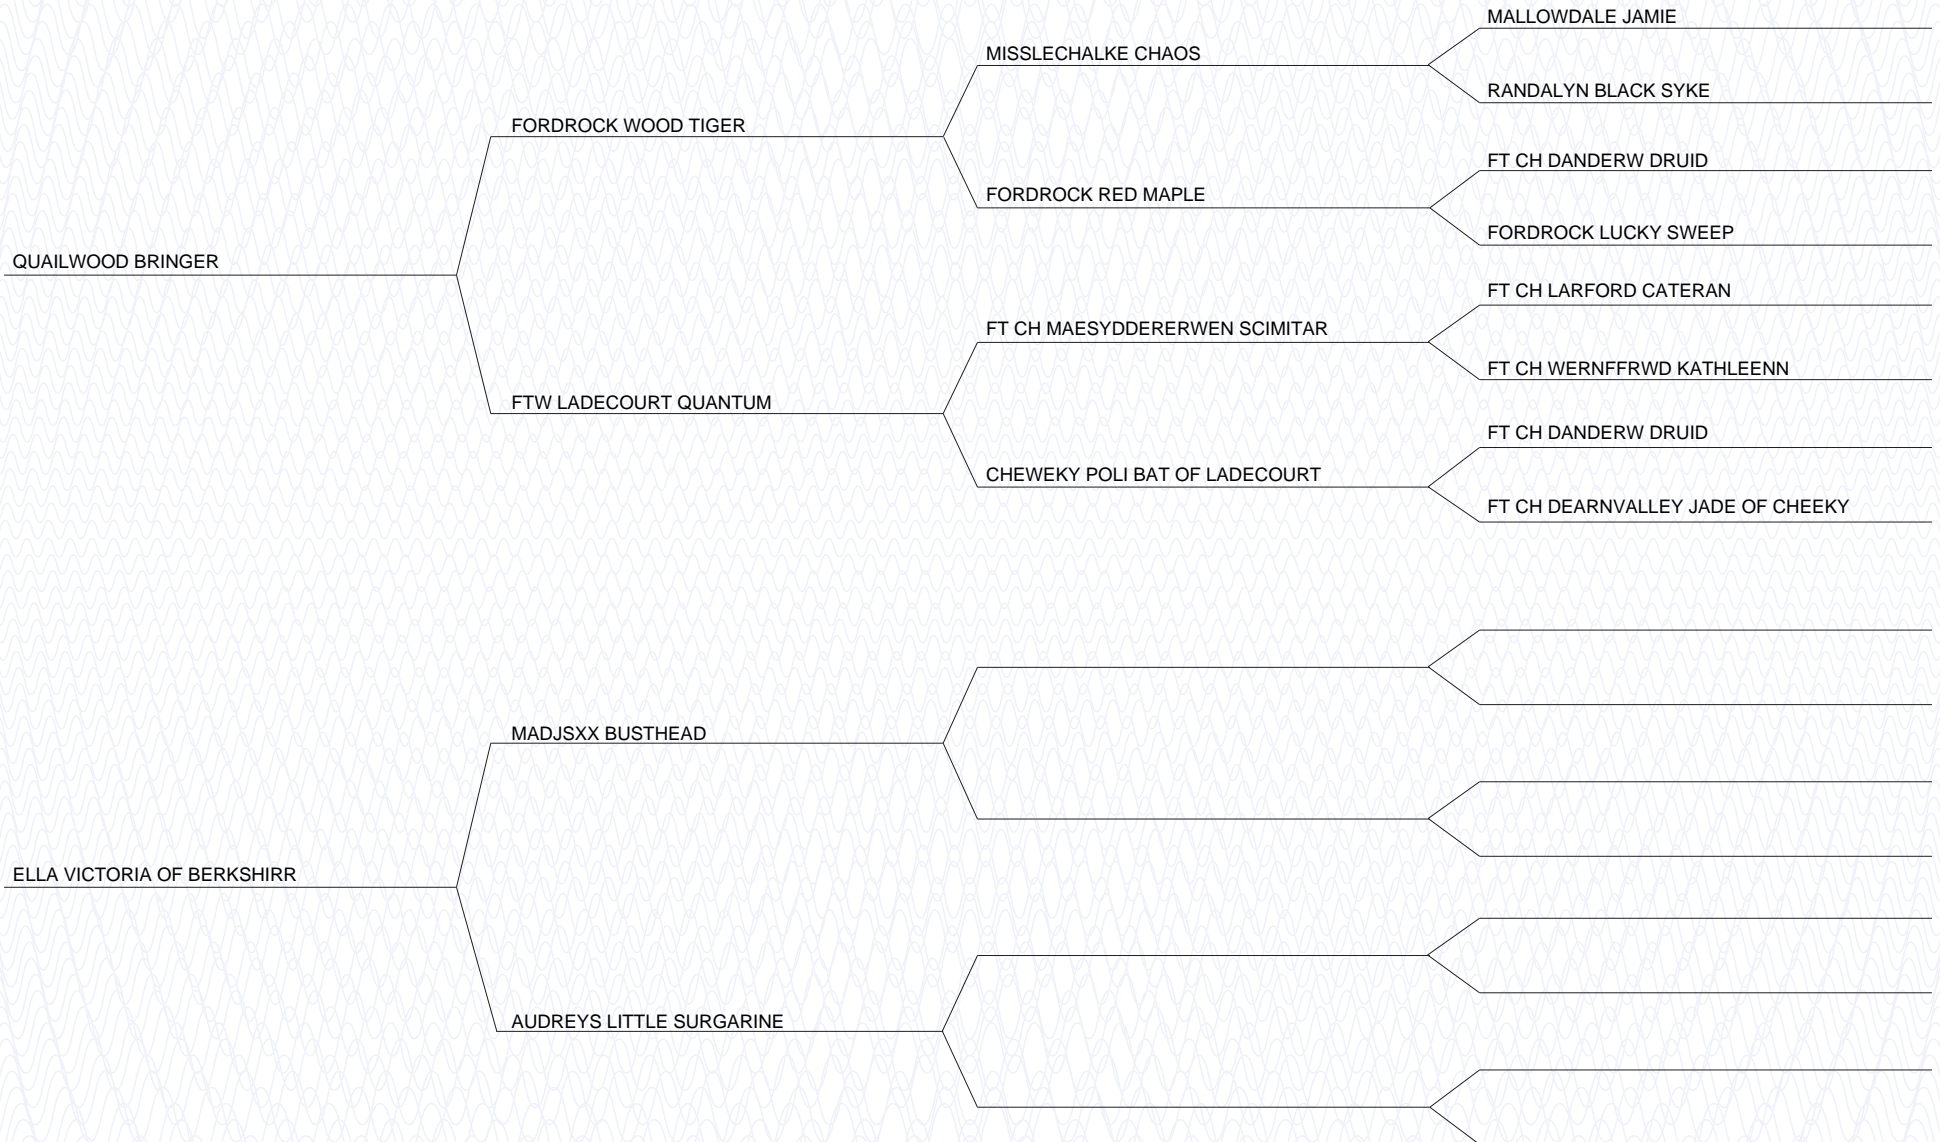 MALLOWDALE JAMIE
MISSLECHALKE CHAOS
RANDALYN BLACK SYKE
FORDROCK WOOD TIGER
FT CH DANDERW DRUID
FORDROCK RED MAPLE
FORDROCK LUCKY SWEEP
QUAILWOOD BRINGER
FT CH LARFORD CATERAN
FT CH MAESYDDERERWEN SCIMITAR
FT CH WERNFFRWD KATHLEENN
FTW LADECOURT QUANTUM
FT CH DANDERW DRUID
CHEWEKY POLI BAT OF LADECOURT
FT CH DEARNVALLEY JADE OF CHEEKY
MADJSXX BUSTHEAD
ELLA VICTORIA OF BERKSHIRR
AUDREYS LITTLE SURGARINE